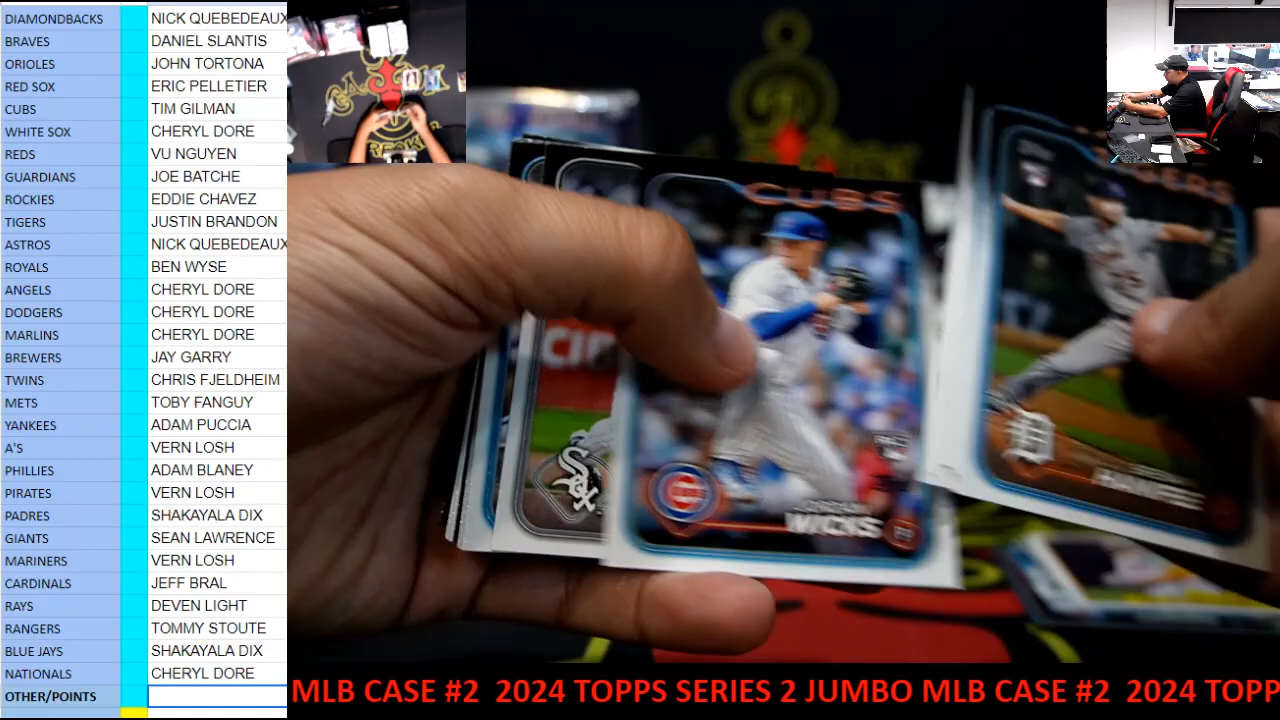 DIAMONDBACKS NICK QUEBEDEAUX
BRAVES DANIEL SLANTIS
ORIOLES JOHN TORTONA
RED SOX ERIC PELLETIER
CUBS TIM GILMAN
WHITE SOX CHERYL DORE
REDS VU NGUYEN
GUARDIANS JOE BATCHE
ROCKIES EDDIE CHAVEZ
TIGERS JUSTIN BRANDON
ASTROS NICK QUEBEDEAUX
ROYALS BEN WYSE
ANGELS CHERYL DORE
DODGERS CHERYL DORE
MARLINS CHERYL DORE
BREWERS JAY GARRY
TWINS CHRIS FJELDHEIM
METS TOBY FANGUY
YANKEES ADAM PUCCIA
A'S VERN LOSH
PHILLIES ADAM BLANEY
PIRATES VERN LOSH
PADRES SHAKAYALA DIX
GIANTS SEAN LAWRENCE
MARINERS VERN LOSH
CARDINALS JEFF BRAL
RAYS DEVEN LIGHT
RANGERS TOMMY STOUTE
BLUE JAYS SHAKAYALA DIX
NATIONALS CHERYL DORE
OTHER/POINTS
CUBS
WICKS
Sox
MLB CASE #2 2024 TOPPS SERIES 2 JUMBO MLB CASE #2 2024 TOPP